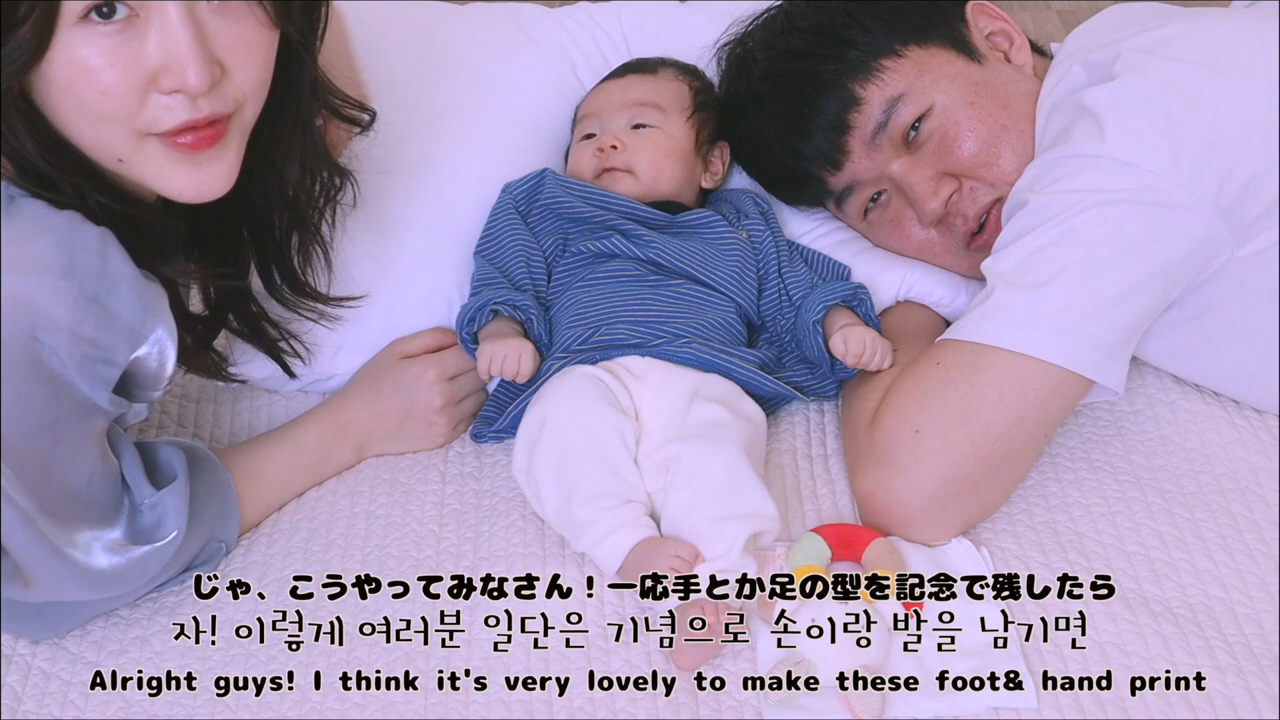 じゃ、こうやってみなさん！一応手とか足の型を記念で残したら
자! 이렇게 여러분 일단은 기념으로 손이랑 발을 남기면
Alright guys! I think it's very lovely to make these foot& hand print